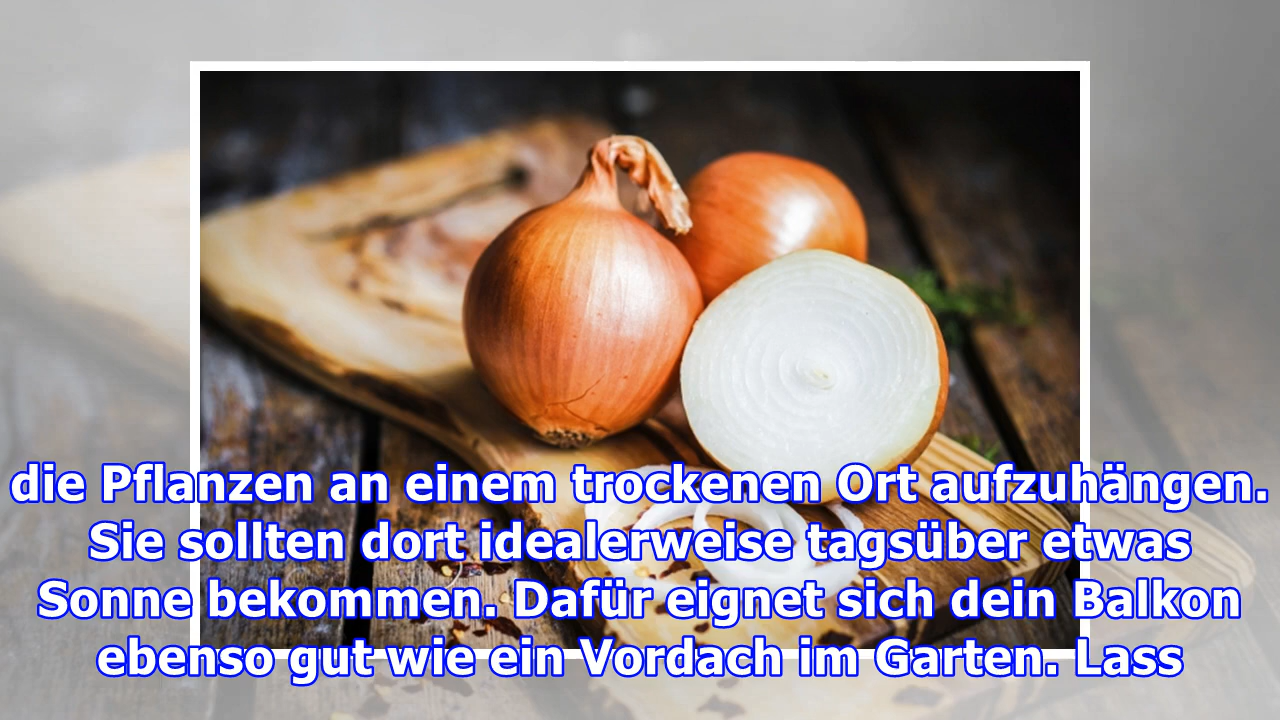 die Pflanzen an einem trockenen Ort aufzuhängen.
Sie sollten dort idealerweise tagsüber etwas
Sonne bekommen. Dafür eignet sich dein Balkon
ebenso gut wie ein Vordach im Garten. Lass